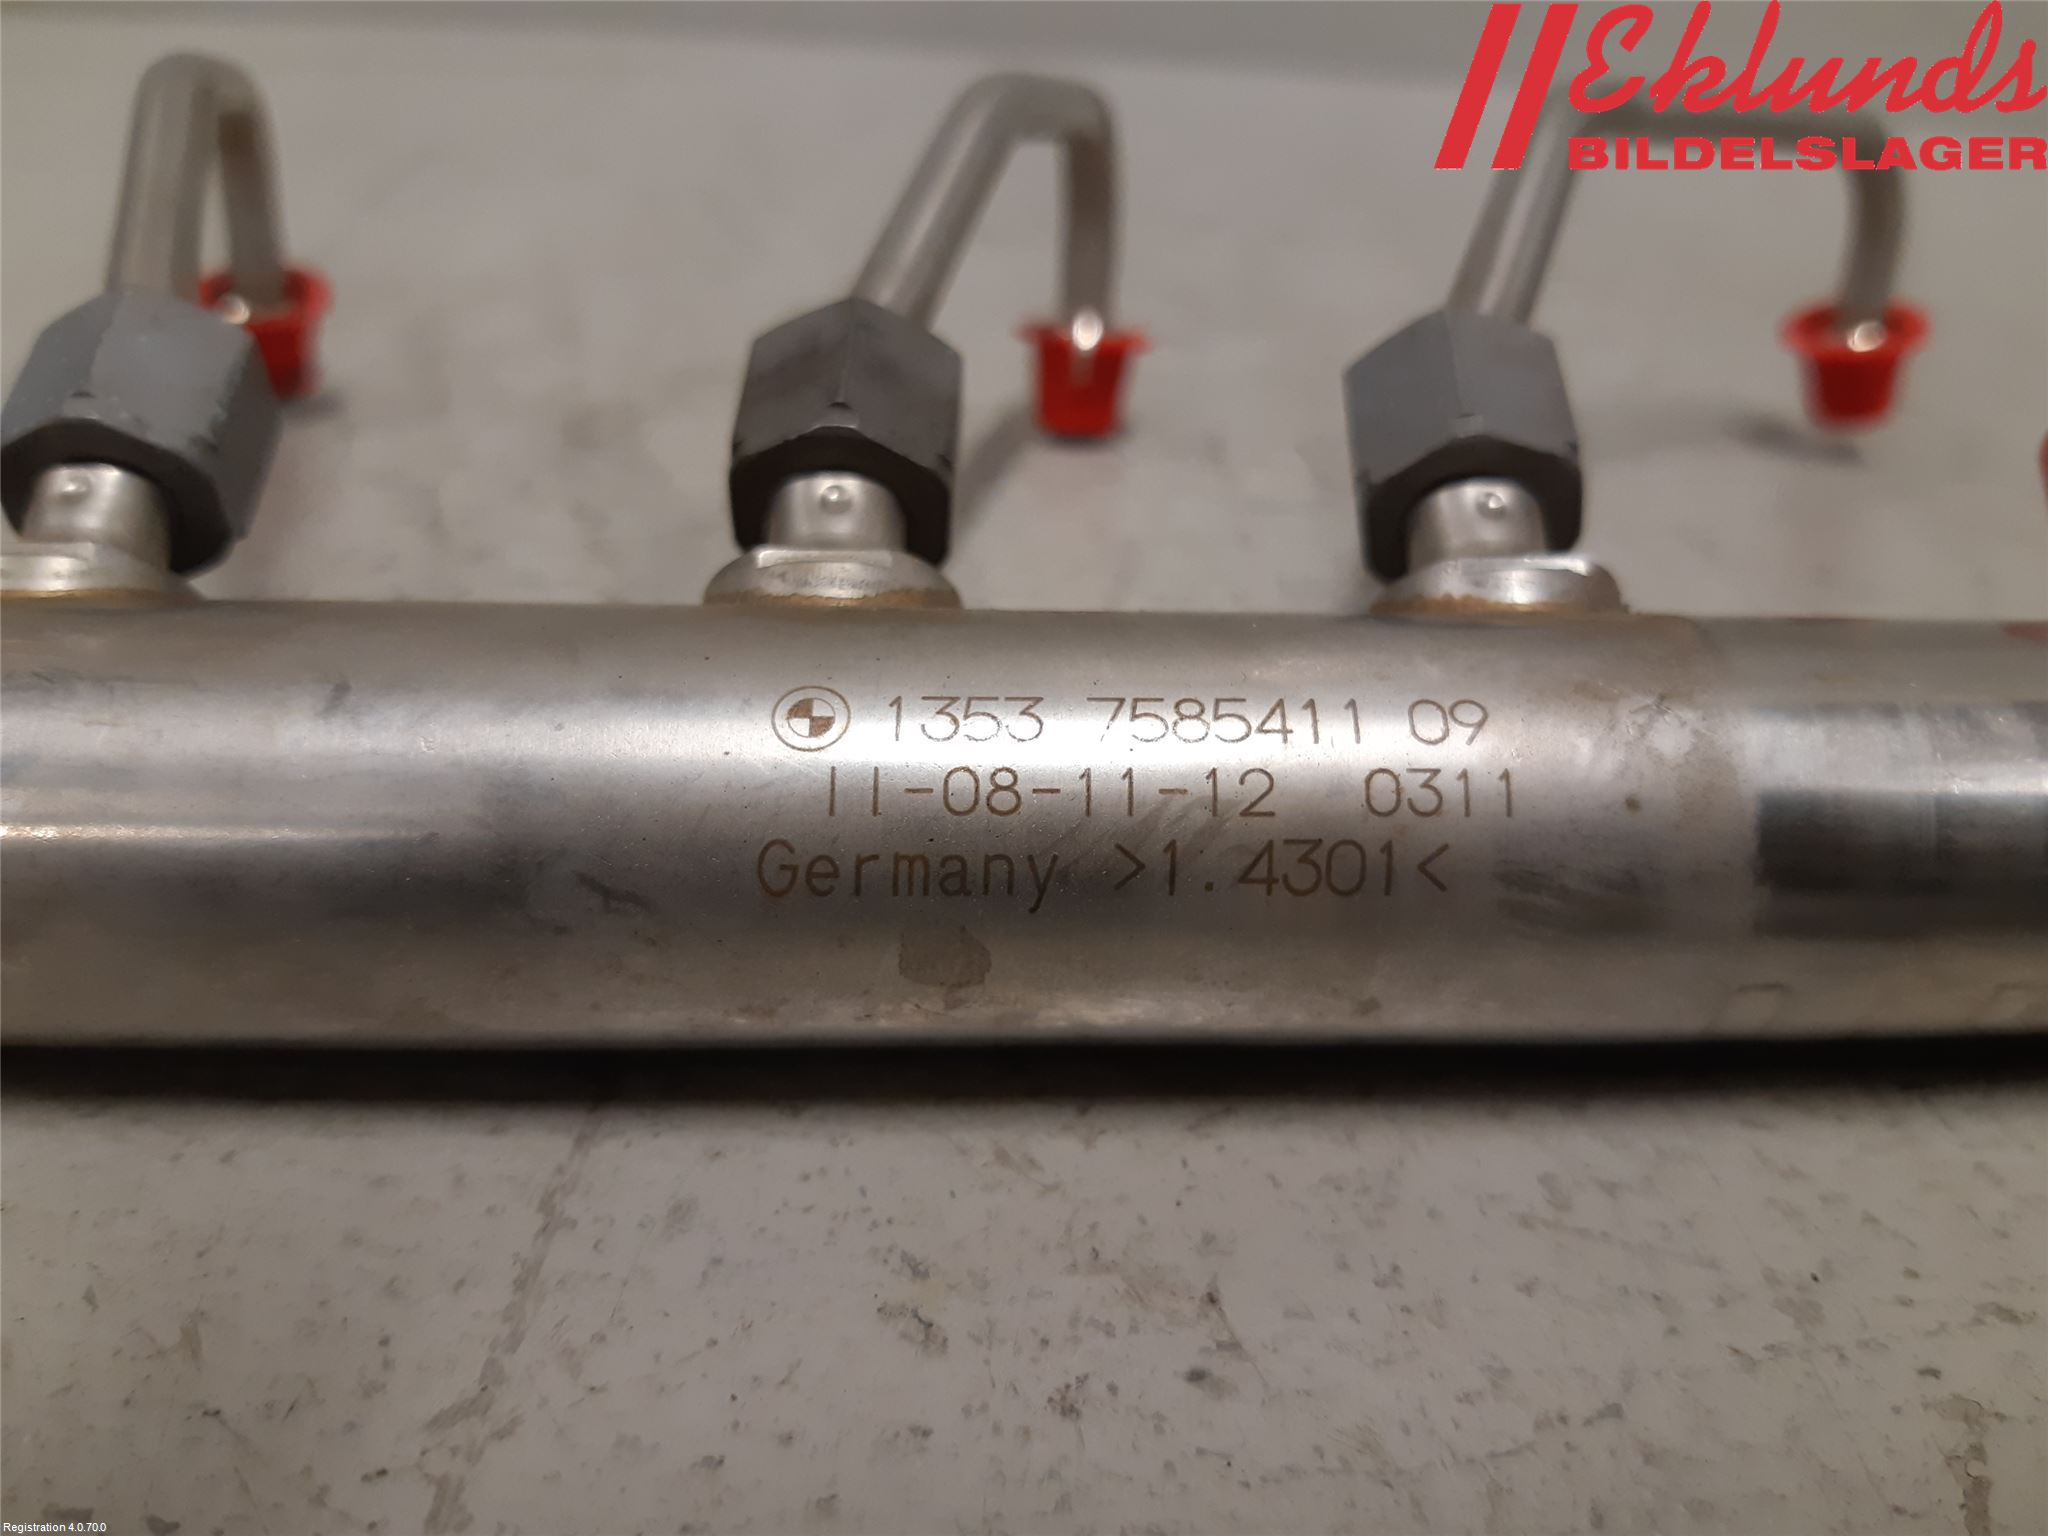 Eklunds
BILDELSLAGER
1353 7585411 09
11-08-11-12 0311
Germany >1.4301<
Registration 4.0.70.0